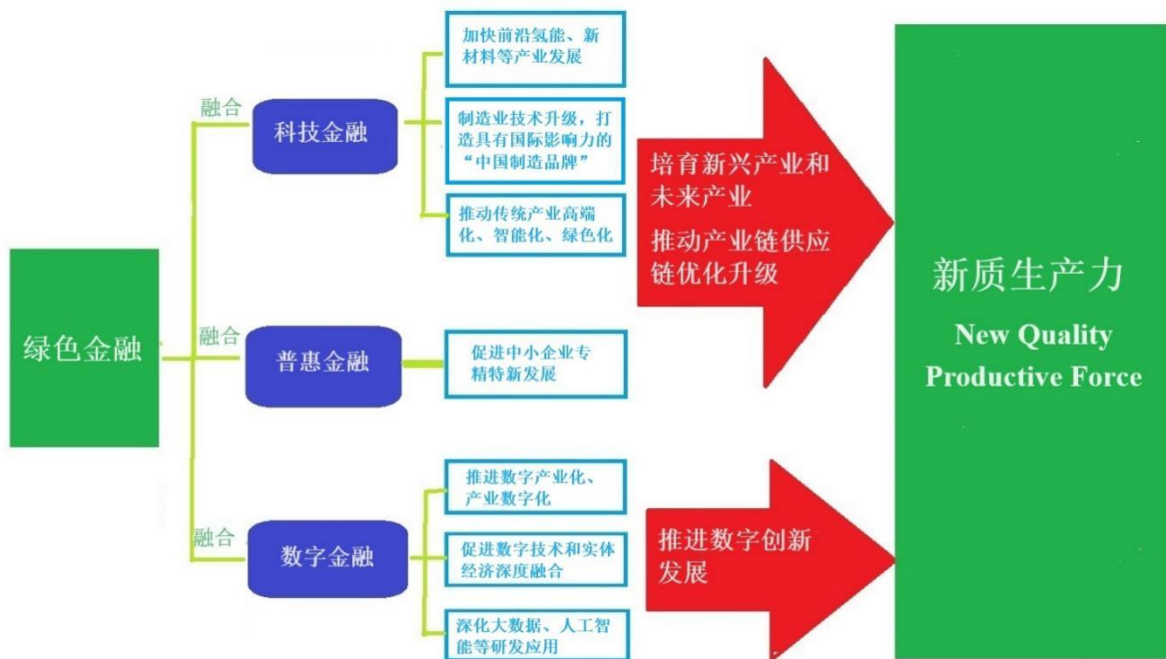 绿色金融
融合
科技金融
加快前沿氢能、新
材料等产业发展
制造业技术升级，打
造具有国际影响力的
“中国制造品牌”
推动传统产业高端
化、智能化、绿色化
融合
普惠金融
促进中小企业专
精特新发展
融合
数字金融
推进数字产业化、
产业数字化
促进数字技术和实体
经济深度融合
深化大数据、人工智
能等研发应用
培育新兴产业和
未来产业
推动产业链供应
链优化升级
推进数字创新
发展
新质生产力
New Quality
Productive Force